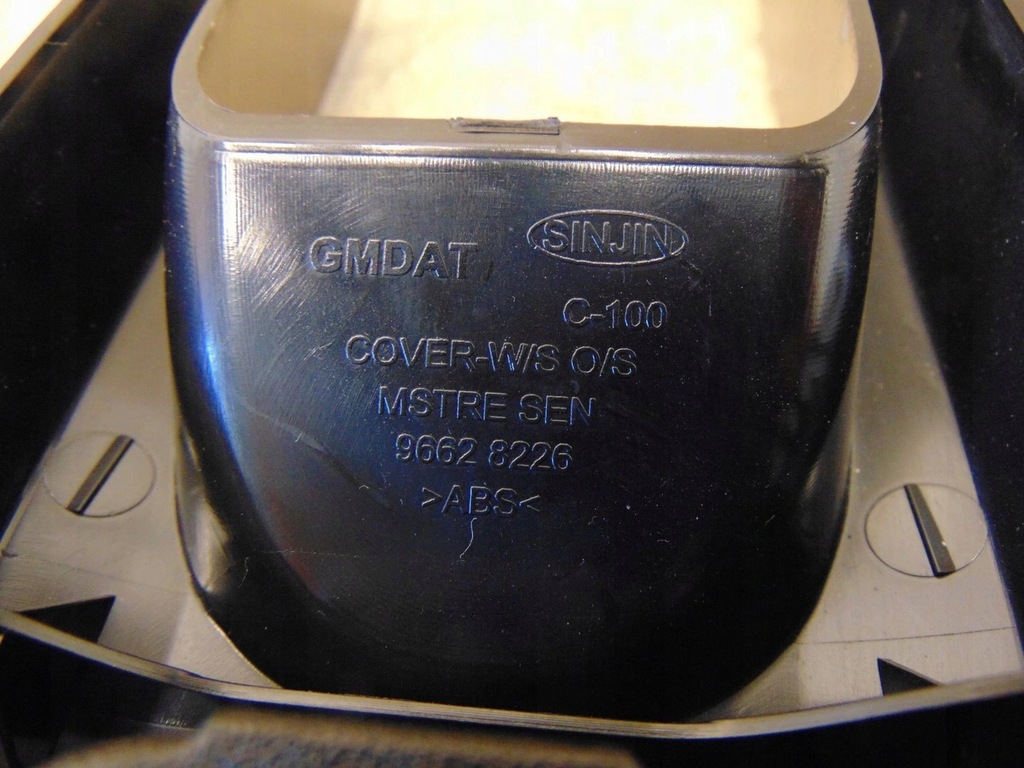 GMDAT SINJIN
C-100
COVER-W/S O/S
MSTRE SEN
9662 8226
>ABS<